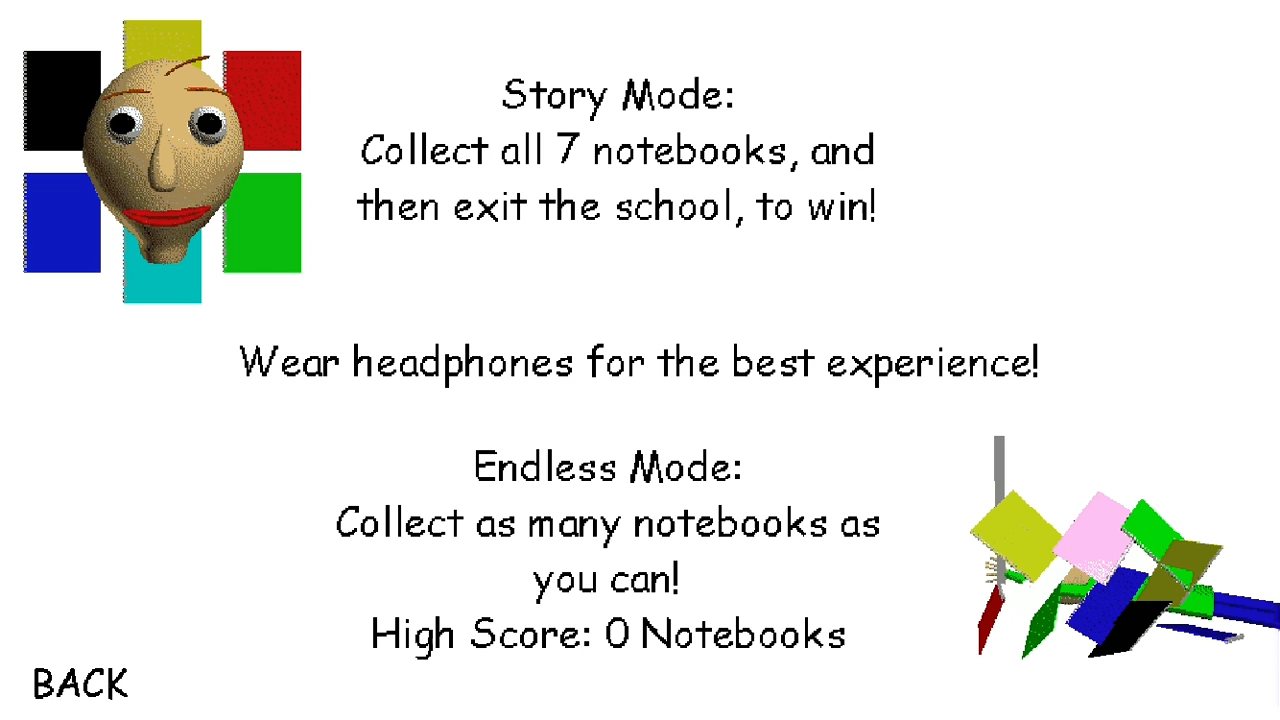 Story Mode:
Collect all 7 notebooks, and
then exit the school, to win!
Wear headphones for the best experience!
Endless Mode:
Collect as many notebooks as
you can!
High Score: 0 Notebooks
BACK